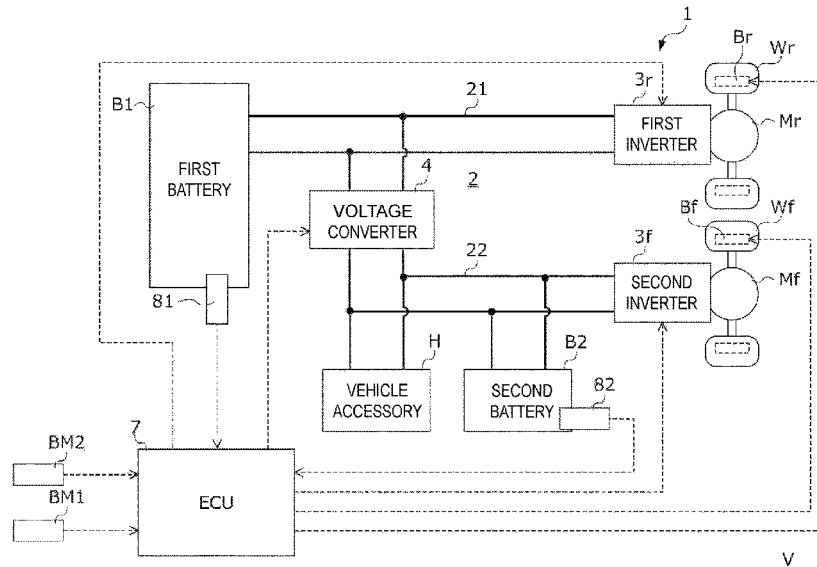 1
Br
Wr
B1
21
3r
FIRST
INVERTER
Mr
FIRST
BATTERY
2
4
VOLTAGE
CONVERTER
Bf
Wf
3f
22
SECOND
INVERTER
Mf
81
H
B2
VEHICLE
ACCESSORY
SECOND
BATTERY
82
7
BM2
ECU
BM1
V